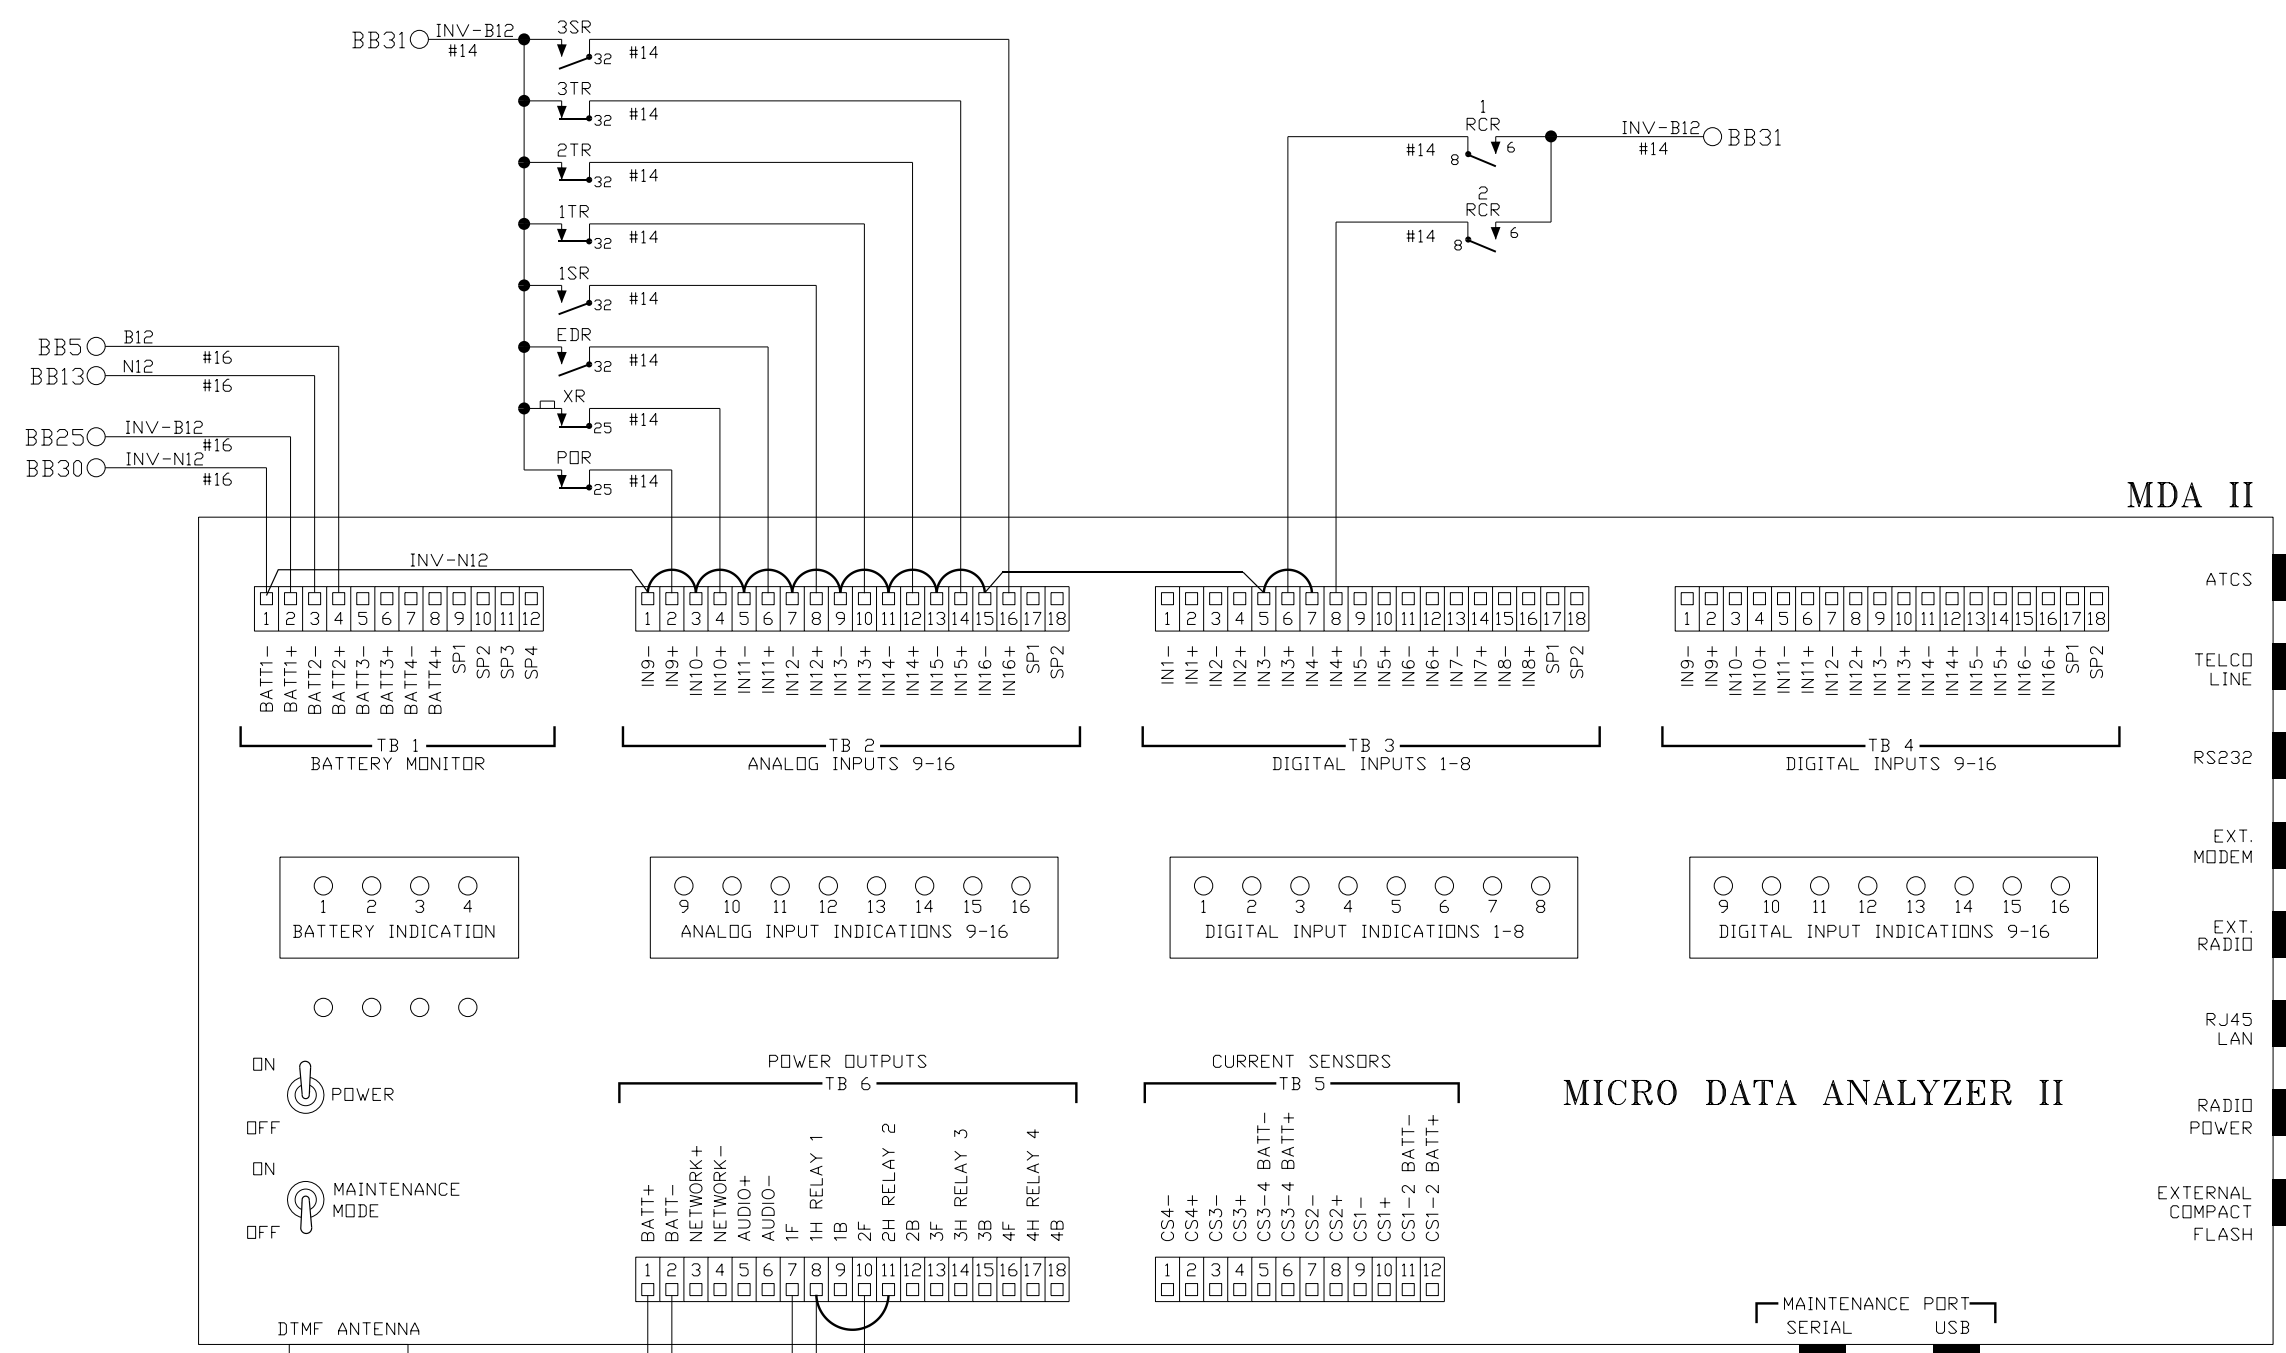 BB31 INV-B12 #14
3SR 32 #14
3TR 32 #14
2TR 32 #14
1TR 32 #14
1SR 32 #14
EDR 32 #14
XR 25 #14
POR 25 #14
1
RCR
#14 8 6 INV-B12 #14 BB31
2
RCR
#14 8 6
BB5 B12 #16
BB13 N12 #16
BB25 INV-B12 #16
BB30 INV-N12 #16
MDA II
INV-N12
1 2 3 4 5 6 7 8 9 10 11 12
BATT1- BATT1+ BATT2- BATT2+ BATT3- BATT3+ BATT4- BATT4+ SP1 SP2 SP3 SP4
TB 1
BATTERY MONITOR
1 2 3 4 5 6 7 8 9 10 11 12 13 14 15 16 17 18
IN9- IN9+ IN10- IN10+ IN11- IN11+ IN12- IN12+ IN13- IN13+ IN14- IN14+ IN15- IN15+ IN16- IN16+ SP1 SP2
TB 2
ANALOG INPUTS 9-16
1 2 3 4 5 6 7 8 9 10 11 12 13 14 15 16 17 18
IN1- IN1+ IN2- IN2+ IN3- IN3+ IN4- IN4+ IN5- IN5+ IN6- IN6+ IN7- IN7+ IN8- IN8+ SP1 SP2
TB 3
DIGITAL INPUTS 1-8
1 2 3 4 5 6 7 8 9 10 11 12 13 14 15 16 17 18
IN9- IN9+ IN10- IN10+ IN11- IN11+ IN12- IN12+ IN13- IN13+ IN14- IN14+ IN15- IN15+ IN16- IN16+ SP1 SP2
TB 4
DIGITAL INPUTS 9-16
1 2 3 4
BATTERY INDICATION
9 10 11 12 13 14 15 16
ANALOG INPUT INDICATIONS 9-16
1 2 3 4 5 6 7 8
DIGITAL INPUT INDICATIONS 1-8
9 10 11 12 13 14 15 16
DIGITAL INPUT INDICATIONS 9-16
ATCS
TELCO
LINE
RS232
EXT.
MODEM
EXT.
RADIO
RJ45
LAN
RADIO
POWER
EXTERNAL
COMPACT
FLASH
ON
POWER
OFF
ON
MAINTENANCE
MODE
OFF
DTMF ANTENNA
POWER OUTPUTS
TB 6
BATT+ BATT- NETWORK+ NETWORK- AUDIO+ AUDIO- 1F 1H RELAY 1 1B 2F 2H RELAY 2 2B 3F 3H RELAY 3 3B 4F 4H RELAY 4 4B
1 2 3 4 5 6 7 8 9 10 11 12 13 14 15 16 17 18
CURRENT SENSORS
TB 5
CS4- CS4+ CS3- CS3+ CS3-4 BATT- CS3-4 BATT+ CS2- CS2+ CS1- CS1+ CS1-2 BATT- CS1-2 BATT+
1 2 3 4 5 6 7 8 9 10 11 12
MICRO DATA ANALYZER II
MAINTENANCE PORT
SERIAL USB